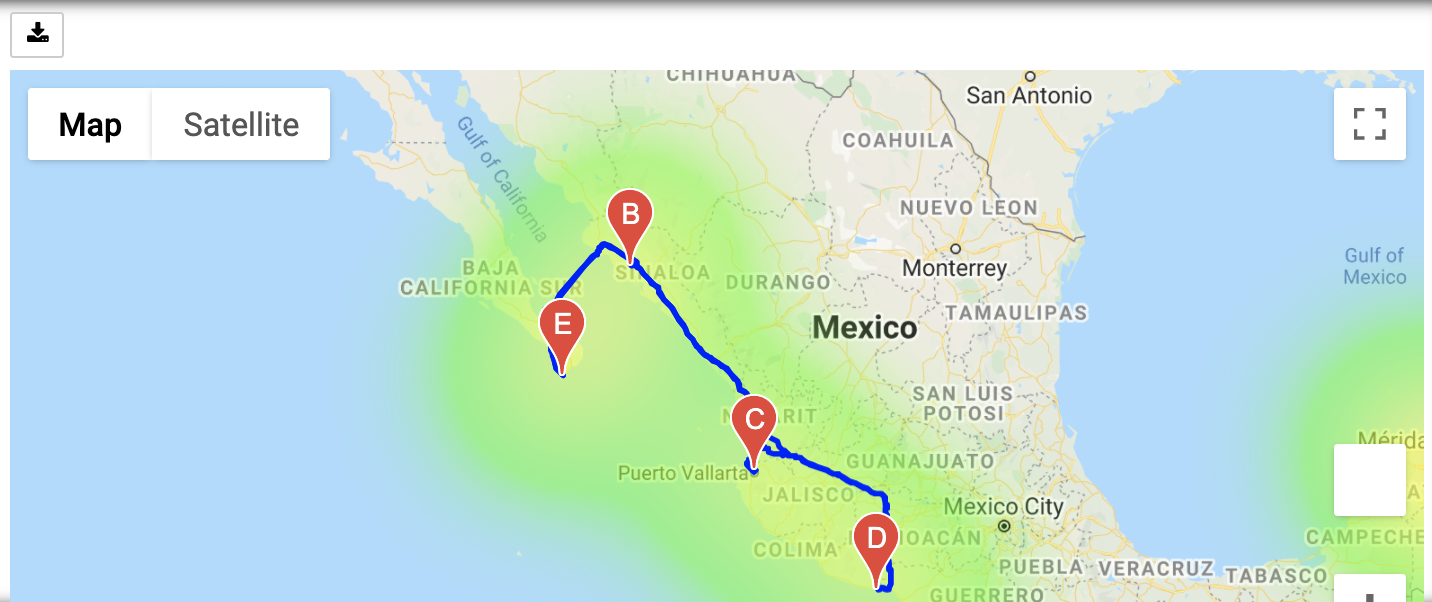 CHIHUAHUA
San Antonio
Map
Satellite
COAHUILA
Gulf of California
B
NUEVO LEON
Gulf of
Mexico
BAJA
CALIFORNIA SUR
SINALOA
Monterrey
DURANGO
E
Mexico
TAMAULIPAS
SAN LUIS
POTOSI
C
Mérida
Puerto Vallarta
GUANAJUATO
JALISCO
Mexico City
D
COLIMA
CAMPECHE
PUEBLA
VERACRUZ
TABASCO
GUERRERO